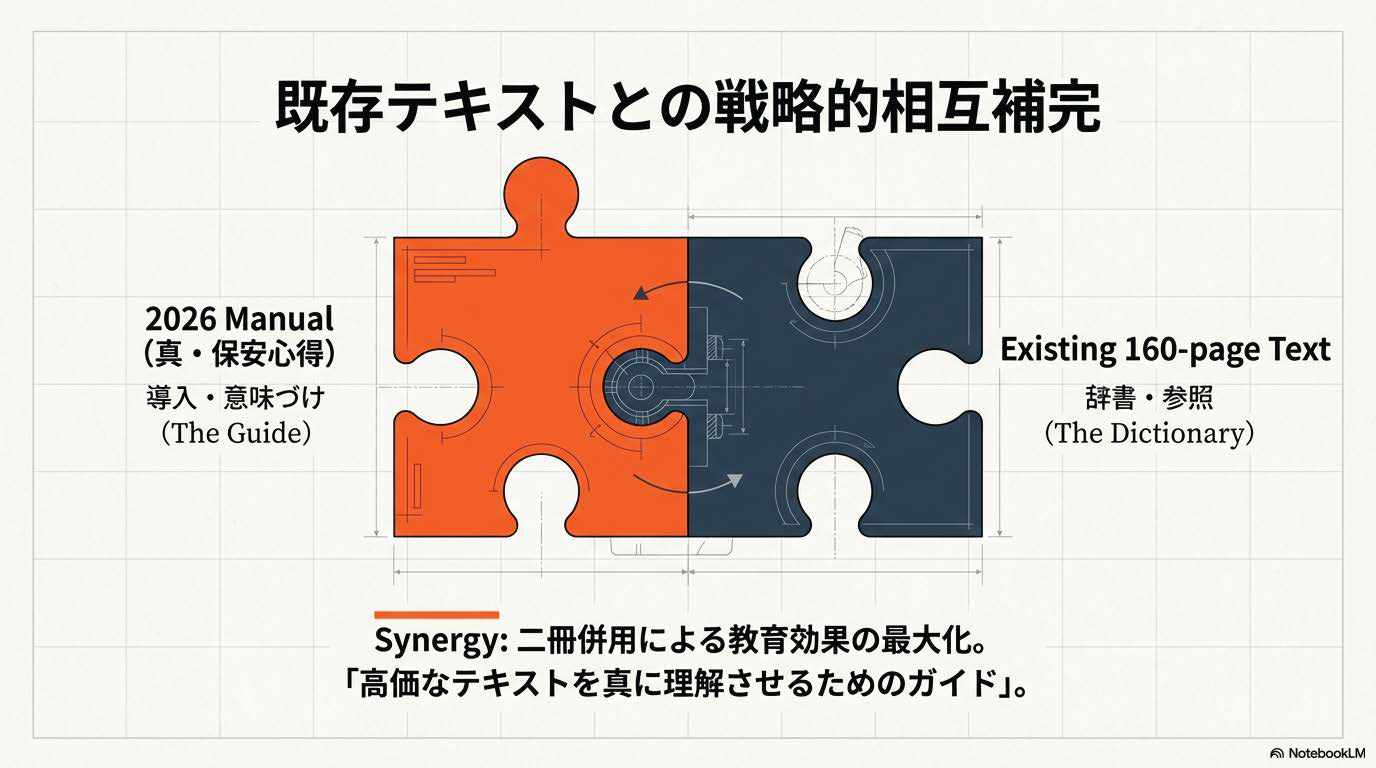 既存テキストとの戦略的相互補完
2026 Manual
（真・保安心得）
導入・意味づけ
（The Guide）
Existing 160-page Text
辞書・参照
（The Dictionary）
Synergy: 二冊併用による教育効果の最大化。
「高価なテキストを真に理解させるためのガイド」。
NotebookLM